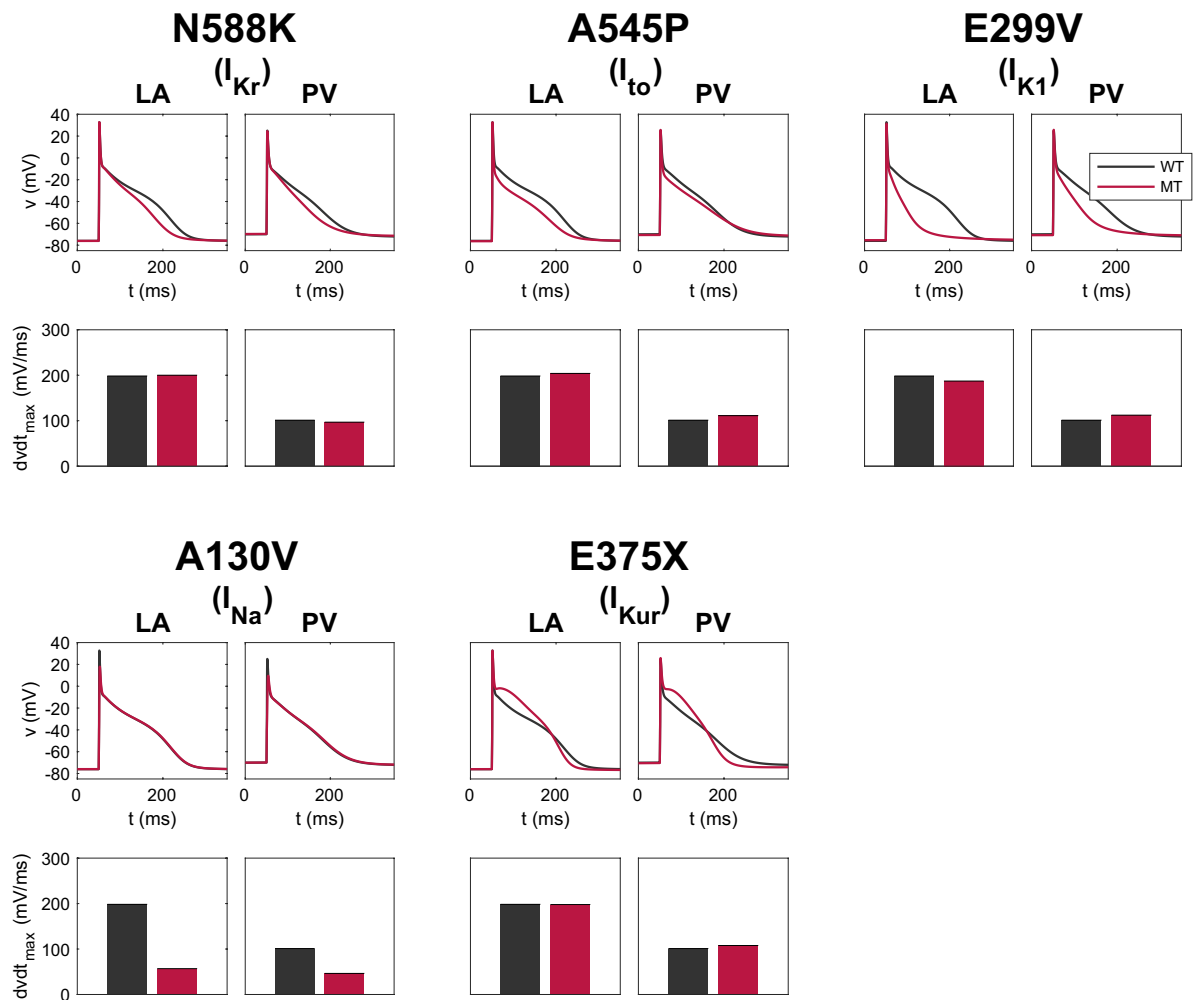 N588K
(I_Kr)
LA PV
A545P
(I_to)
LA PV
E299V
(I_K1)
LA PV
v (mV)
40
20
0
-20
-40
-60
-80
0 200
t (ms)
0 200
t (ms)
0 200
t (ms)
0 200
t (ms)
0 200
t (ms)
0 200
t (ms)
WT
MT
dvdt_max (mV/ms)
300
200
100
0
A130V
(I_Na)
LA PV
E375X
(I_Kur)
LA PV
v (mV)
40
20
0
-20
-40
-60
-80
0 200
t (ms)
0 200
t (ms)
0 200
t (ms)
0 200
t (ms)
dvdt_max (mV/ms)
300
200
100
0